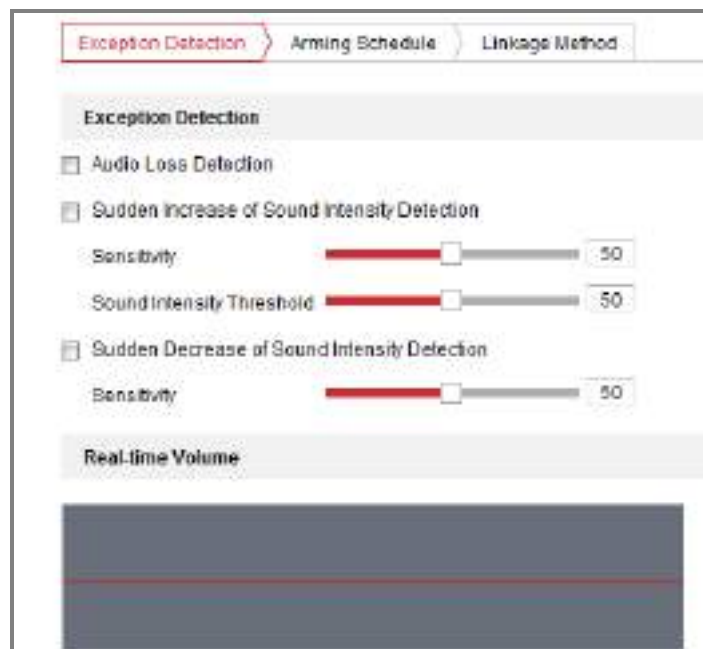 Exception Detection Arming Schedule Linkage Method
Exception Detection
Audio Loss Detection
Sudden Increase of Sound Intensity Detection
Sensitivity 50
Sound Intensity Threshold 50
Sudden Decrease of Sound Intensity Detection
Sensitivity 50
Real-time Volume